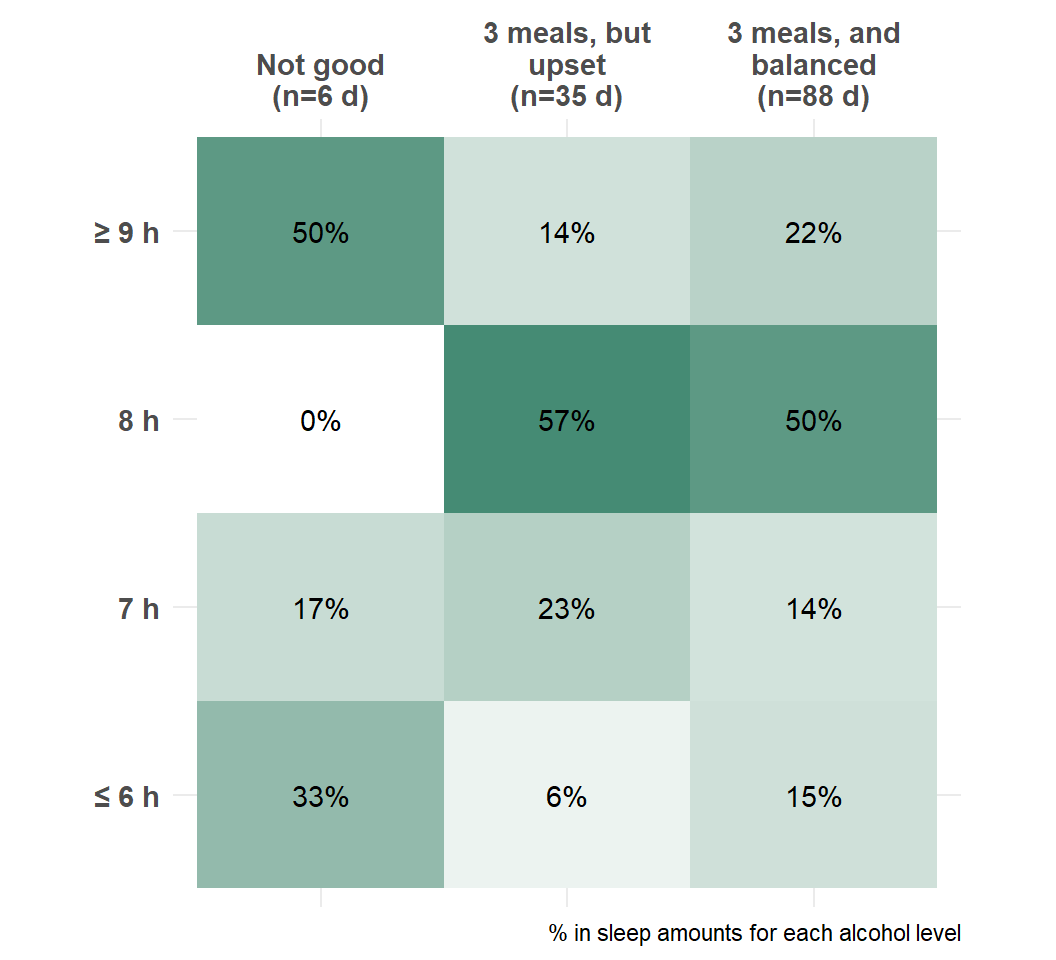 Not good
(n=6 d)
3 meals, but
upset
(n=35 d)
3 meals, and
balanced
(n=88 d)
≥ 9 h
50%
14%
22%
8 h
0%
57%
50%
7 h
17%
23%
14%
≤ 6 h
33%
6%
15%
% in sleep amounts for each alcohol level